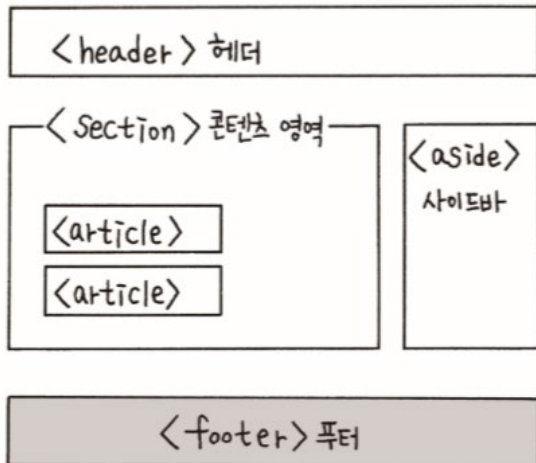 <header> 헤더
<section> 콘텐츠 영역
<article>
<article>
<aside>
사이드바
<footer> 푸터